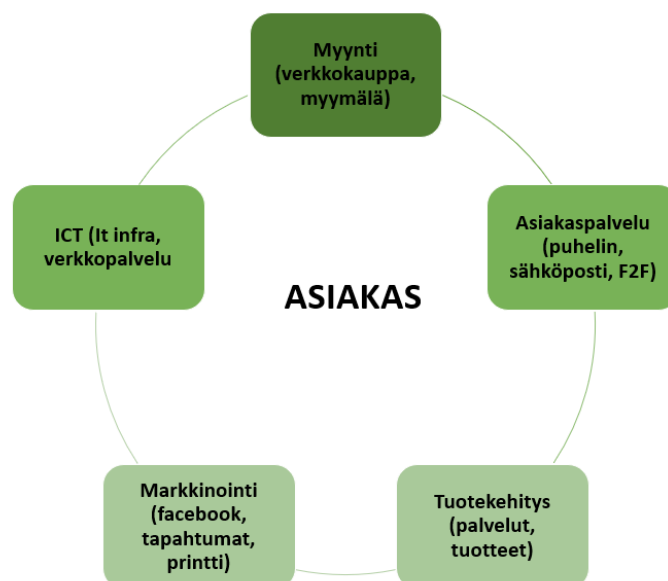 Myynti
(verkkokauppa,
myymälä)
ICT (It infra,
verkkopalvelu
Asiakaspalvelu
(puhelin,
sähköposti, F2F)
ASIAKAS
Markkinointi
(facebook,
tapahtumat,
printti)
Tuotekehitys
(palvelut,
tuotteet)